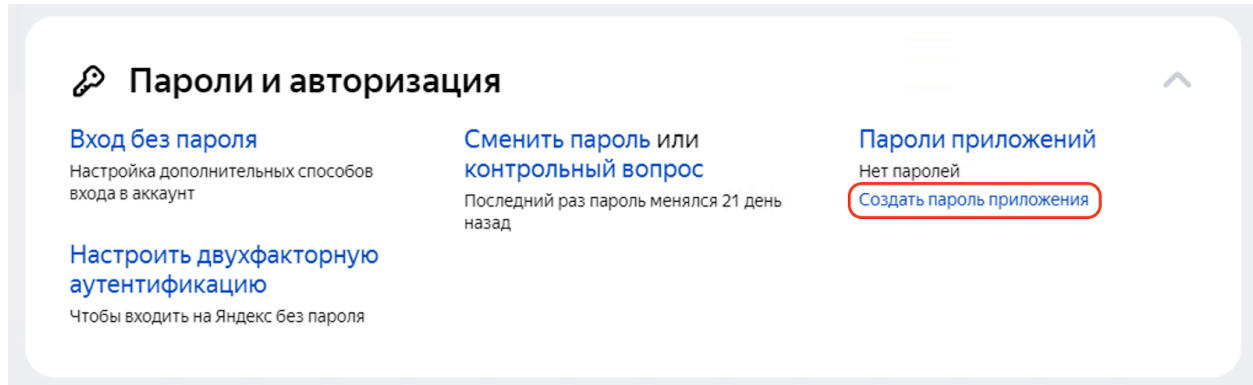 Пароли и авторизация
Вход без пароля
Настройка дополнительных способов
входа в аккаунт
Сменить пароль или
контрольный вопрос
Последний раз пароль менялся 21 день
назад
Пароли приложений
Нет паролей
Создать пароль приложения
Настроить двухфакторную
аутентификацию
Чтобы входить на Яндекс без пароля